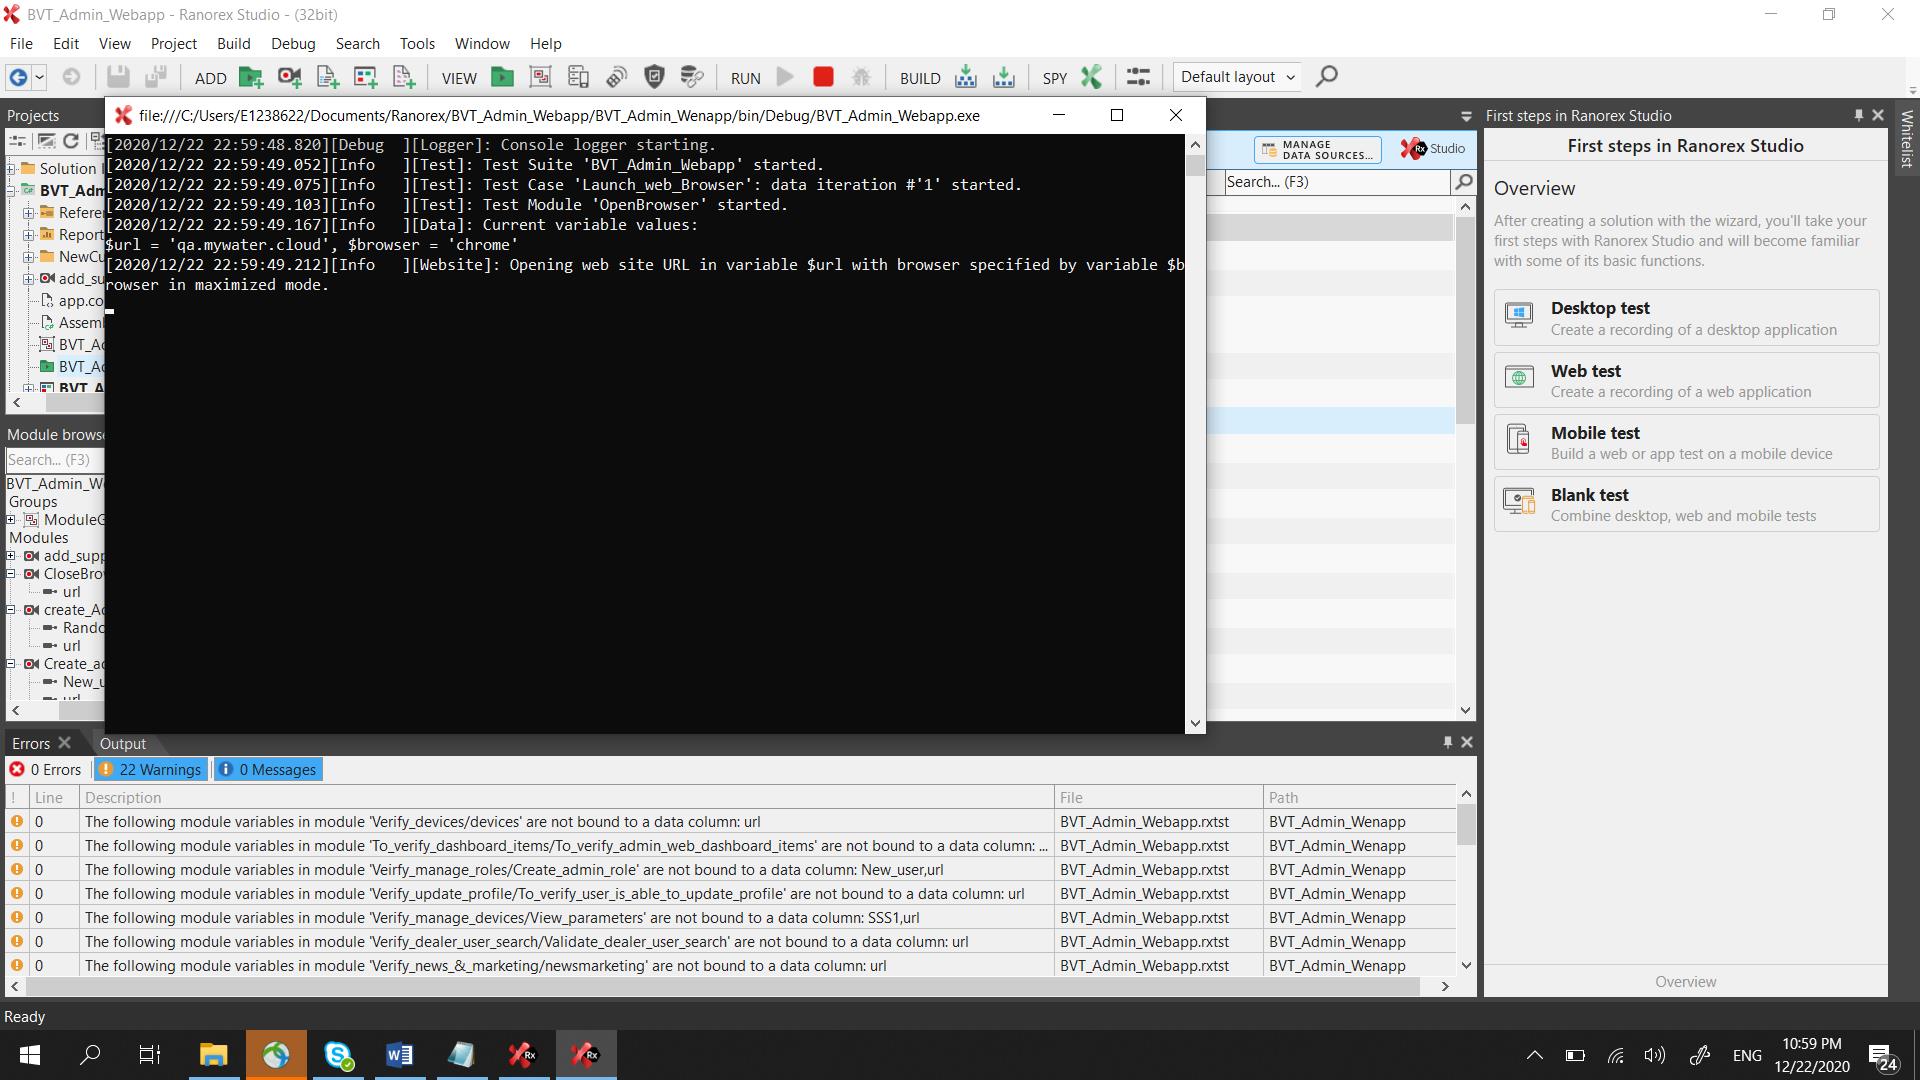 BVT_Admin_Webapp - Ranorex Studio - (32bit)
File Edit View Project Build Debug Search Tools Window Help
ADD VIEW RUN BUILD SPY Default layout
Projects
file:///C:/Users/E1238622/Documents/Ranorex/BVT_Admin_Webapp/BVT_Admin_Wenapp/bin/Debug/BVT_Admin_Webapp.exe
[2020/12/22 22:59:48.820][Debug ][Logger]: Console logger starting.
[2020/12/22 22:59:49.052][Info ][Test]: Test Suite 'BVT_Admin_Webapp' started.
[2020/12/22 22:59:49.075][Info ][Test]: Test Case 'Launch_web_Browser': data iteration #'1' started.
[2020/12/22 22:59:49.103][Info ][Test]: Test Module 'OpenBrowser' started.
[2020/12/22 22:59:49.167][Info ][Data]: Current variable values:
$url = 'qa.mywater.cloud', $browser = 'chrome'
[2020/12/22 22:59:49.212][Info ][Website]: Opening web site URL in variable $url with browser specified by variable $b
rowser in maximized mode.
Solution
BVT_Adm
Refere
Report
NewCu
add_su
app.co
Assem
BVT_A
BVT_Ad
BVT_A
Module brows
Search... (F3)
BVT_Admin_W
Groups
ModuleG
Modules
add_supp
CloseBro
url
create_Ad
Rando
url
Create_ad
New_u
url
MANAGE
DATA SOURCES...
Rx Studio
Search... (F3)
First steps in Ranorex Studio
First steps in Ranorex Studio
Overview
After creating a solution with the wizard, you'll take your
first steps with Ranorex Studio and will become familiar
with some of its basic functions.
Desktop test
Create a recording of a desktop application
Web test
Create a recording of a web application
Mobile test
Build a web or app test on a mobile device
Blank test
Combine desktop, web and mobile tests
Overview
Whitelist
Errors Output
0 Errors 22 Warnings 0 Messages
! Line Description File Path
0 The following module variables in module 'Verify_devices/devices' are not bound to a data column: url BVT_Admin_Webapp.rxtst BVT_Admin_Wenapp
0 The following module variables in module 'To_verify_dashboard_items/To_verify_admin_web_dashboard_items' are not bound to a data column: ... BVT_Admin_Webapp.rxtst BVT_Admin_Wenapp
0 The following module variables in module 'Veirfy_manage_roles/Create_admin_role' are not bound to a data column: New_user,url BVT_Admin_Webapp.rxtst BVT_Admin_Wenapp
0 The following module variables in module 'Verify_update_profile/To_verify_user_is_able_to_update_profile' are not bound to a data column: url BVT_Admin_Webapp.rxtst BVT_Admin_Wenapp
0 The following module variables in module 'Verify_manage_devices/View_parameters' are not bound to a data column: SSS1,url BVT_Admin_Webapp.rxtst BVT_Admin_Wenapp
0 The following module variables in module 'Verify_dealer_user_search/Validate_dealer_user_search' are not bound to a data column: url BVT_Admin_Webapp.rxtst BVT_Admin_Wenapp
0 The following module variables in module 'Verify_news_&_marketing/newsmarketing' are not bound to a data column: url BVT_Admin_Webapp.rxtst BVT_Admin_Wenapp
Ready
Rx Rx
ENG
10:59 PM
12/22/2020
24